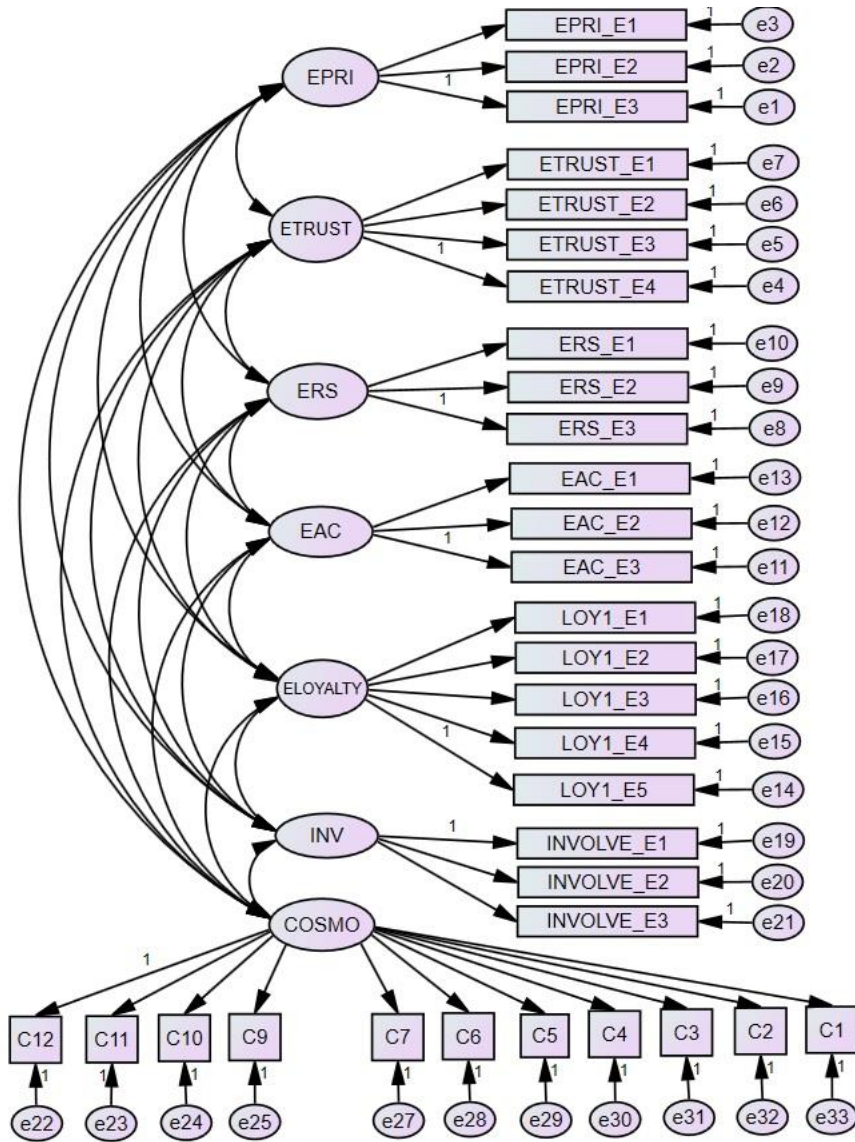 EPRI
EPRI_E1 1 e3
EPRI_E2 1 e2
1 EPRI_E3 1 e1
ETRUST
ETRUST_E1 1 e7
ETRUST_E2 1 e6
ETRUST_E3 1 e5
1 ETRUST_E4 1 e4
ERS
ERS_E1 1 e10
ERS_E2 1 e9
1 ERS_E3 1 e8
EAC
EAC_E1 1 e13
EAC_E2 1 e12
1 EAC_E3 1 e11
ELOYALTY
LOY1_E1 1 e18
LOY1_E2 1 e17
LOY1_E3 1 e16
LOY1_E4 1 e15
1 LOY1_E5 1 e14
INV
1 INVOLVE_E1 1 e19
INVOLVE_E2 1 e20
INVOLVE_E3 1 e21
COSMO
1
C12 C11 C10 C9 C7 C6 C5 C4 C3 C2 C1
1 1 1 1 1 1 1 1 1 1 1
e22 e23 e24 e25 e27 e28 e29 e30 e31 e32 e33